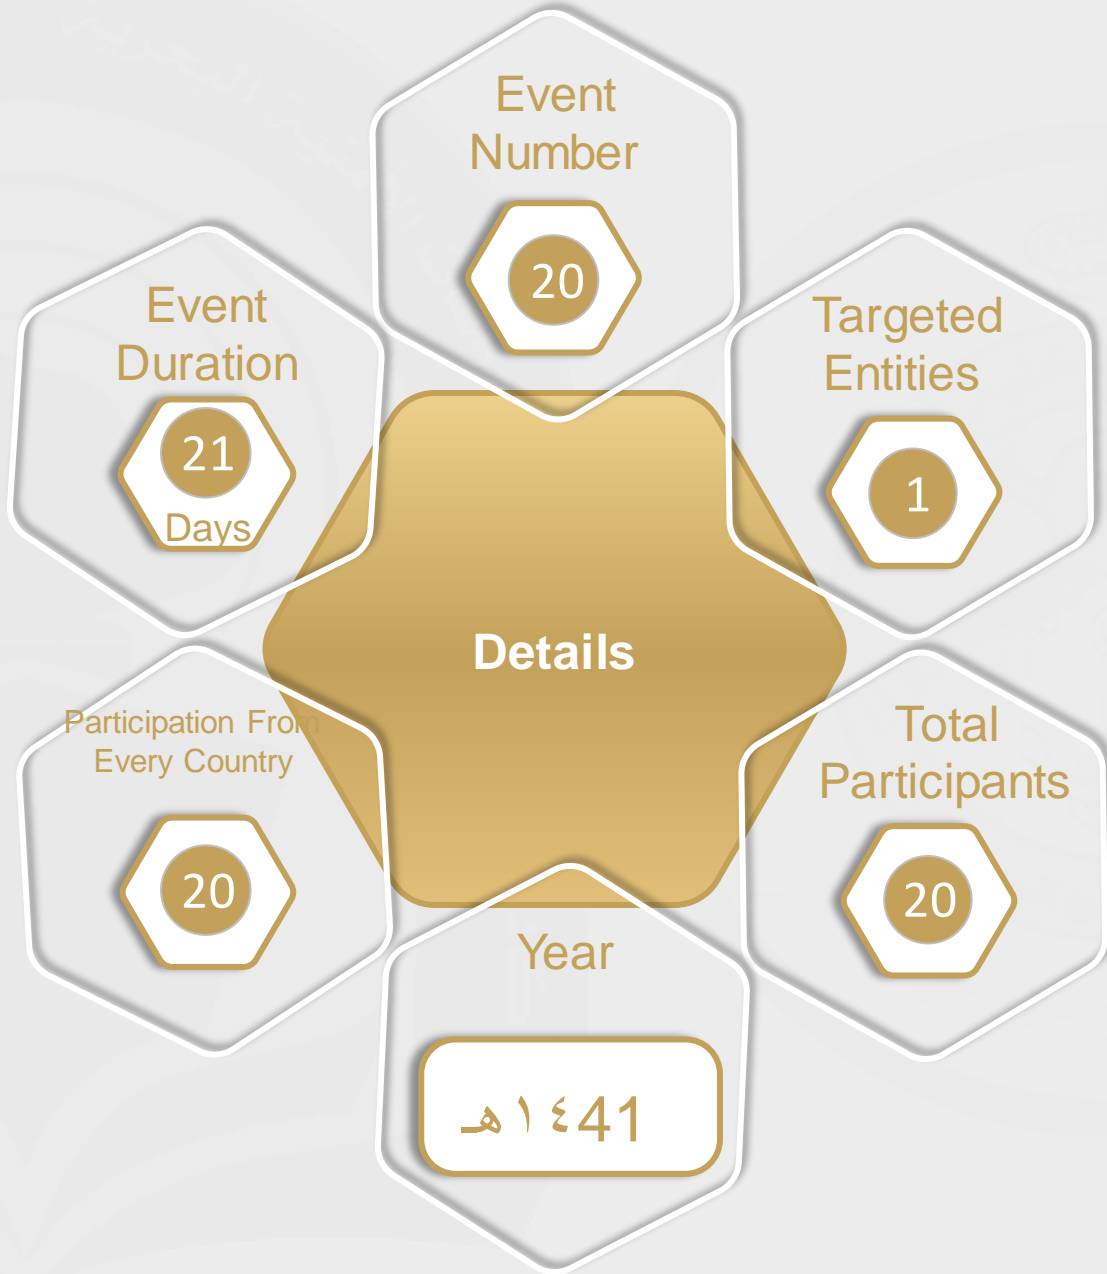 Event
Number
20
Event
Duration
21
Days
Targeted
Entities
1
Details
Participation From
Every Country
20
Total
Participants
20
Year
١٤41هـ